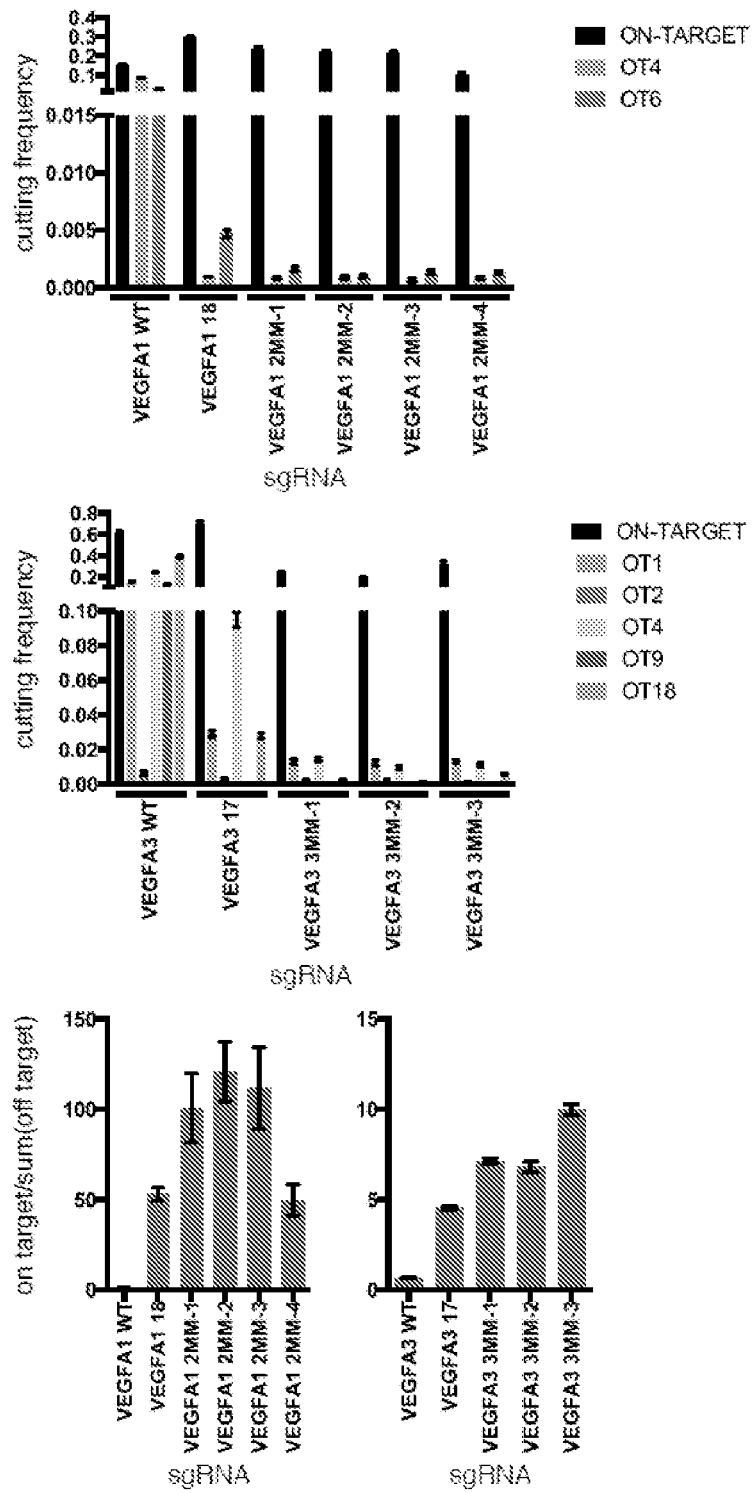 0.4
0.3
0.2
0.1
0.015
0.010
0.005
0.000
cutting frequency
ON-TARGET
OT4
OT6
VEGFA1 WT
VEGFA1 18
VEGFA1 2MM-1
VEGFA1 2MM-2
VEGFA1 2MM-3
VEGFA1 2MM-4
sgRNA
0.8
0.6
0.4
0.2
0.10
0.08
0.06
0.04
0.02
0.00
cutting frequency
ON-TARGET
OT1
OT2
OT4
OT9
OT18
VEGFA3 WT
VEGFA3 17
VEGFA3 3MM-1
VEGFA3 3MM-2
VEGFA3 3MM-3
sgRNA
on target/sum(off target)
150
100
50
0
VEGFA1 WT
VEGFA1 18
VEGFA1 2MM-1
VEGFA1 2MM-2
VEGFA1 2MM-3
VEGFA1 2MM-4
sgRNA
15
10
5
0
VEGFA3 WT
VEGFA3 17
VEGFA3 3MM-1
VEGFA3 3MM-2
VEGFA3 3MM-3
sgRNA